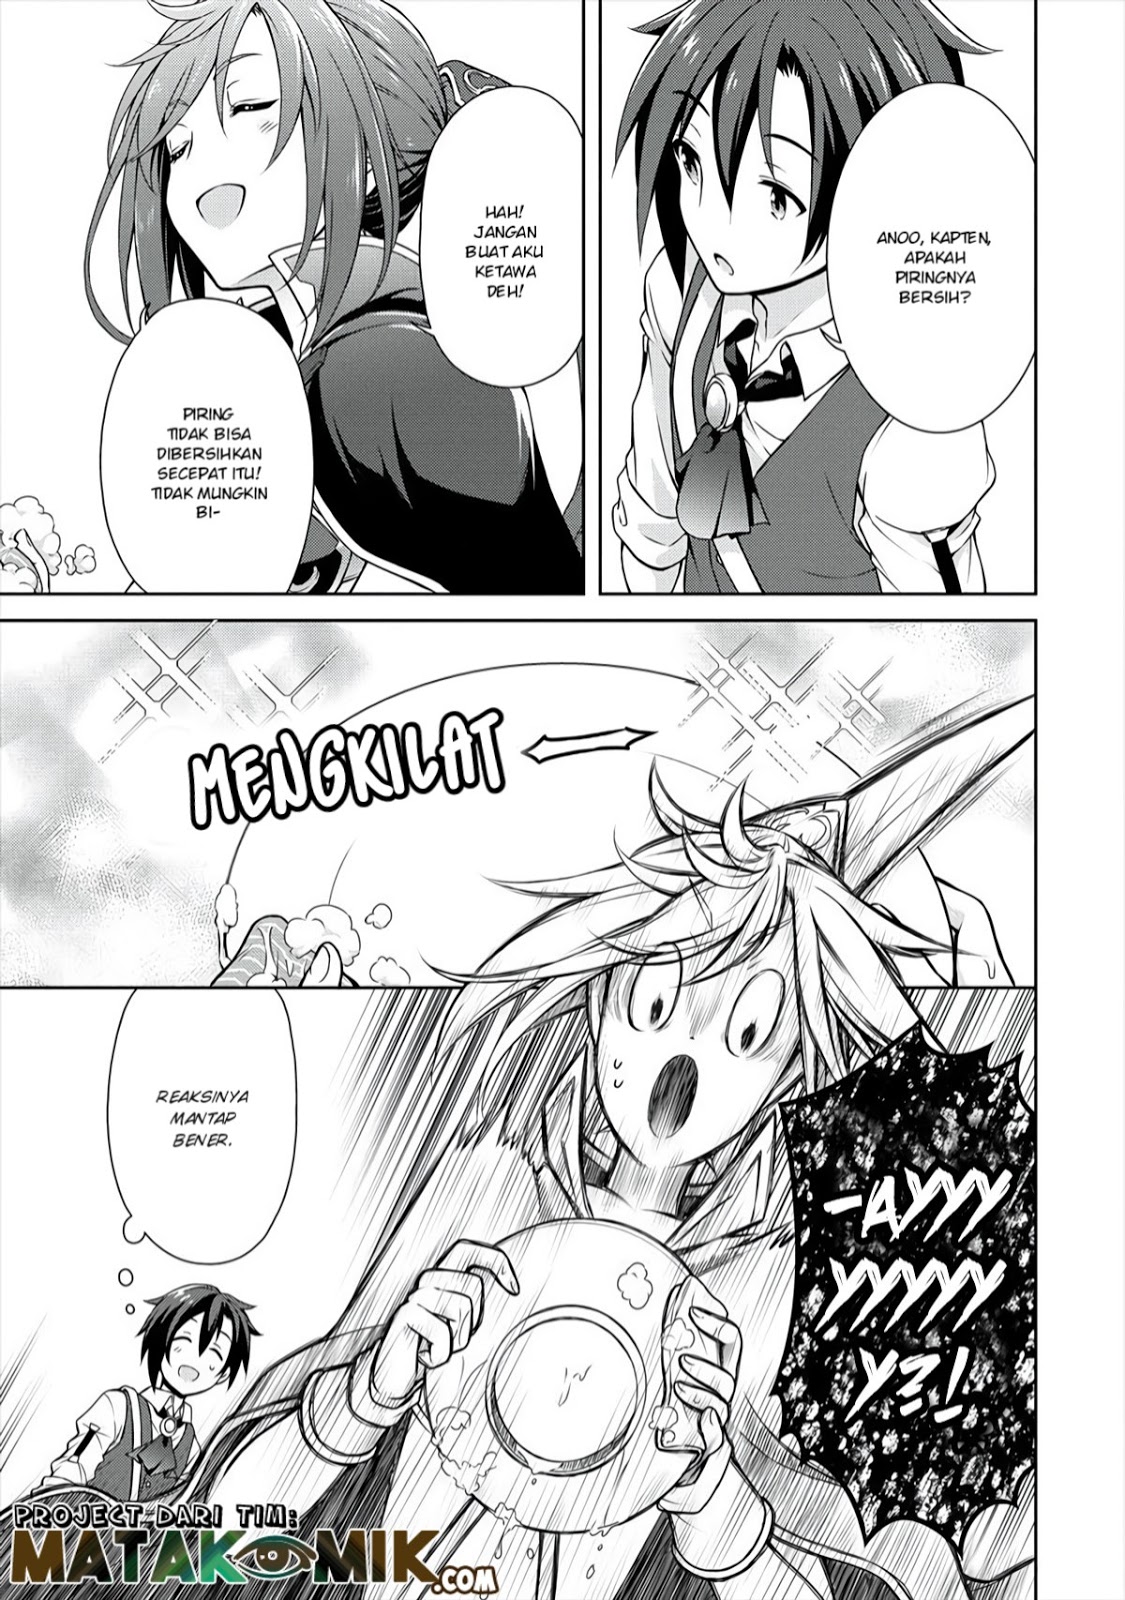 ANOO, KAPTEN,
APAKAH
PIRINGNYA
BERSIH?
HAH!
JANGAN
BUAT AKU
KETAWA
DEH!
PIRING
TIDAK BISA
DIBERSIHKAN
SECEPAT ITU!
TIDAK MUNGKIN
BI-
MENGKILAT
-AYYY
YYYYYY
Y?!
REAKSINYA
MANTAP
BENER.
PROJECT DARI TIM:
MATAKOMIK
.COM